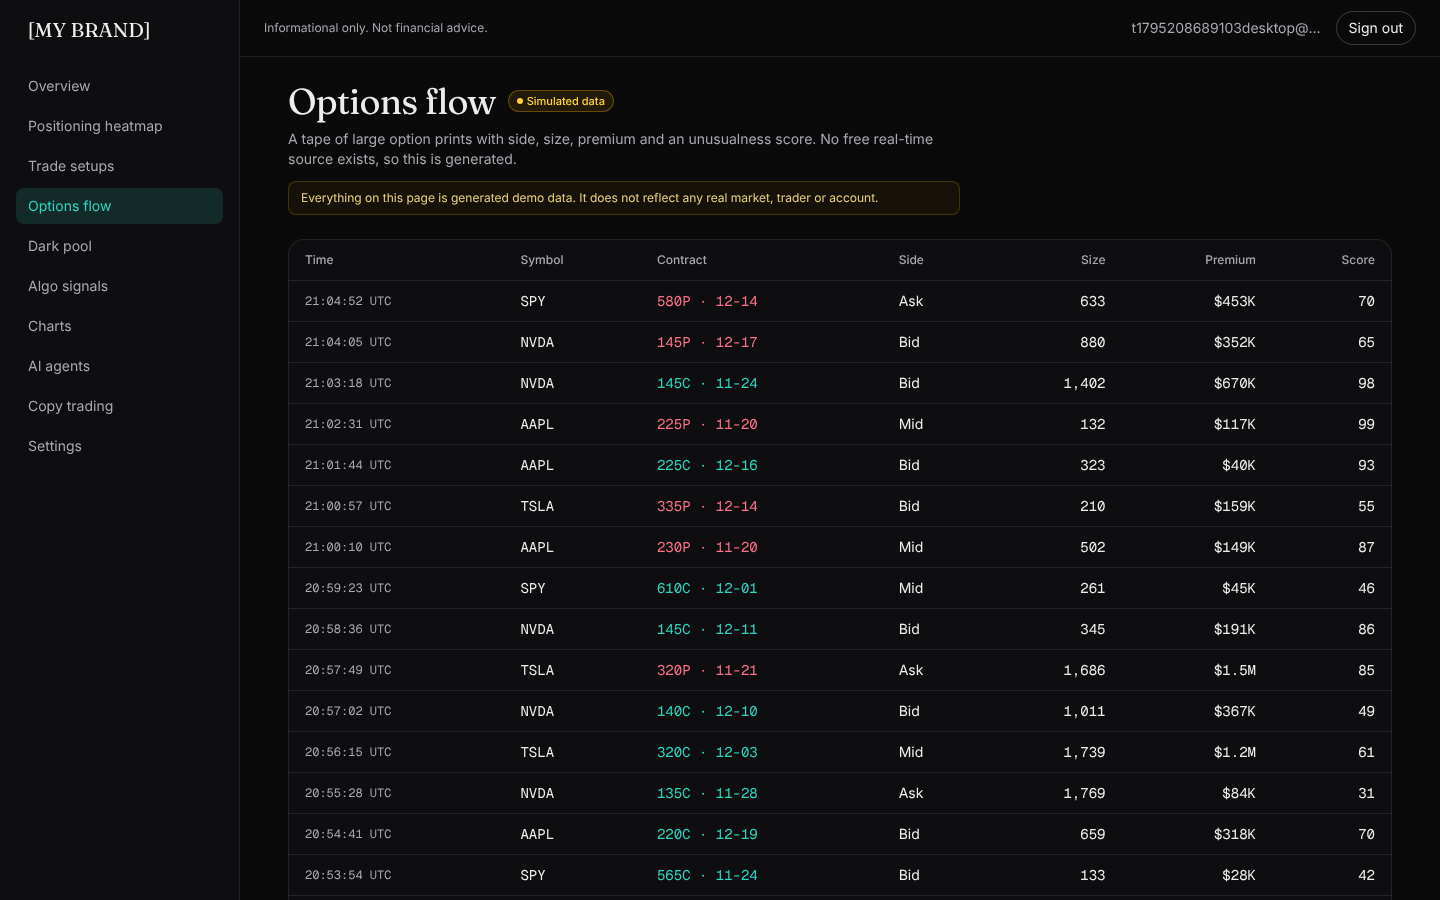 [MY BRAND]
Informational only. Not financial advice.
t1795208689103desktop@...
Sign out
Overview
Positioning heatmap
Trade setups
Options flow
Dark pool
Algo signals
Charts
AI agents
Copy trading
Settings
Options flow
Simulated data
A tape of large option prints with side, size, premium and an unusualness score. No free real-time
source exists, so this is generated.
Everything on this page is generated demo data. It does not reflect any real market, trader or account.
Time Symbol Contract Side Size Premium Score
21:04:52 UTC SPY 580P · 12-14 Ask 633 $453K 70
21:04:05 UTC NVDA 145P · 12-17 Bid 880 $352K 65
21:03:18 UTC NVDA 145C · 11-24 Bid 1,402 $670K 98
21:02:31 UTC AAPL 225P · 11-20 Mid 132 $117K 99
21:01:44 UTC AAPL 225C · 12-16 Bid 323 $40K 93
21:00:57 UTC TSLA 335P · 12-14 Bid 210 $159K 55
21:00:10 UTC AAPL 230P · 11-20 Mid 502 $149K 87
20:59:23 UTC SPY 610C · 12-01 Mid 261 $45K 46
20:58:36 UTC NVDA 145C · 12-11 Bid 345 $191K 86
20:57:49 UTC TSLA 320P · 11-21 Ask 1,686 $1.5M 85
20:57:02 UTC NVDA 140C · 12-10 Bid 1,011 $367K 49
20:56:15 UTC TSLA 320C · 12-03 Mid 1,739 $1.2M 61
20:55:28 UTC NVDA 135C · 11-28 Ask 1,769 $84K 31
20:54:41 UTC AAPL 220C · 12-19 Bid 659 $318K 70
20:53:54 UTC SPY 565C · 11-24 Bid 133 $28K 42